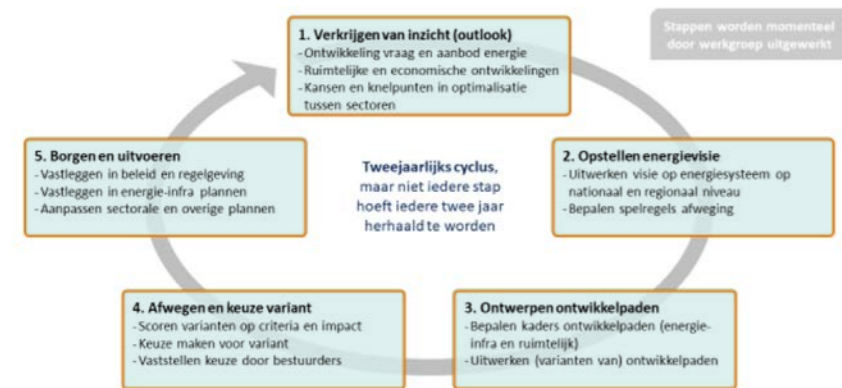 Stappen worden momenteel
door werkgroep uitgewerkt
1. Verkrijgen van inzicht (outlook)
- Ontwikkeling vraag en aanbod energie
- Ruimtelijke en economische ontwikkelingen
- Kansen en knelpunten in optimalisatie
tussen sectoren
2. Opstellen energievisie
- Uitwerken visie op energiesysteem op
nationaal en regionaal niveau
- Bepalen spelregels afweging
3. Ontwerpen ontwikkelpaden
- Bepalen kaders ontwikkelpaden (energie-
infra en ruimtelijk)
- Uitwerken (varianten van) ontwikkelpaden
4. Afwegen en keuze variant
- Scoren varianten op criteria en impact
- Keuze maken voor variant
- Vaststellen keuze door bestuurders
5. Borgen en uitvoeren
- Vastleggen in beleid en regelgeving
- Vastleggen in energie-infra plannen
- Aanpassen sectorale en overige plannen
Tweejaarlijks cyclus,
maar niet iedere stap
hoeft iedere twee jaar
herhaald te worden